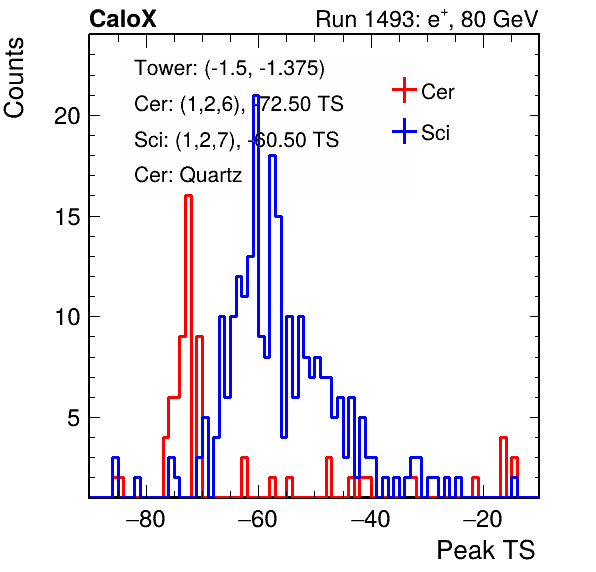 CaloX Run 1493: e⁺, 80 GeV
Counts
Tower: (-1.5, -1.375)
Cer: (1,2,6), -72.50 TS
Sci: (1,2,7), -60.50 TS
Cer: Quartz
Cer
Sci
20
15
10
5
−80 −60 −40 −20
Peak TS